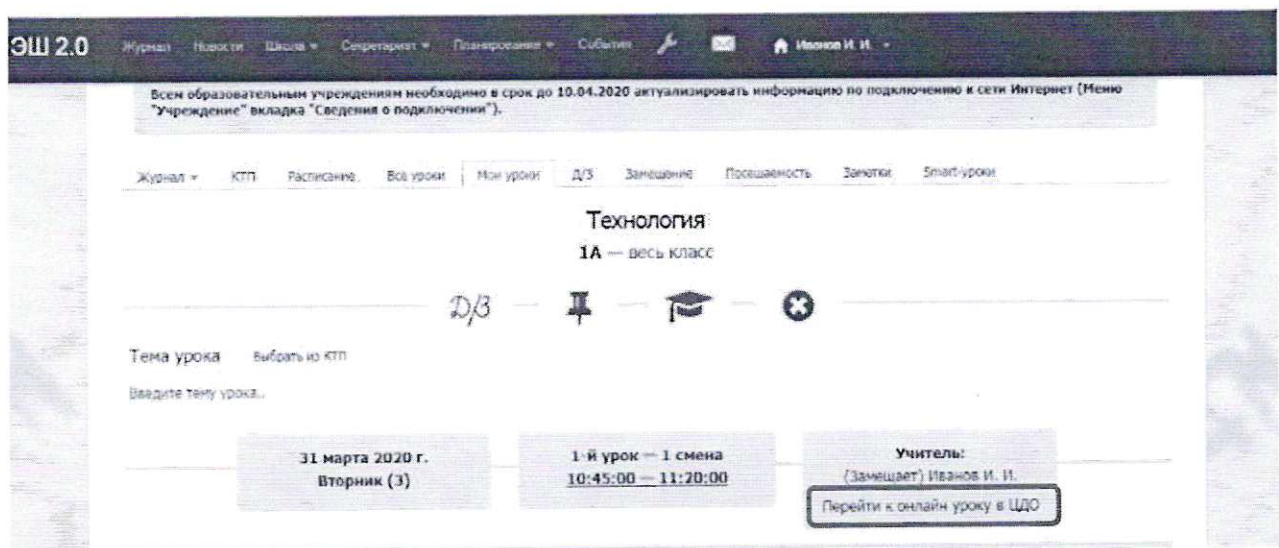 ЭШ 2.0 Журнал Новости Школа Секретариат Планирование События Иванов И. И.
Всем образовательным учреждениям необходимо в срок до 10.04.2020 актуализировать информацию по подключению к сети Интернет (Меню
"Учреждение" вкладка "Сведения о подключении").
Журнал КТП Расписание Все уроки Мои уроки Д/З Замещение Посещаемость Заметки Smart-уроки
Технология
1А — весь класс
Д/З
Тема урока Выбрать из КТП
Введите тему урока..
31 марта 2020 г.
Вторник (3)
1-й урок — 1 смена
10:45:00 — 11:20:00
Учитель:
(Замещает) Иванов И. И.
Перейти к онлайн уроку в ЦДО